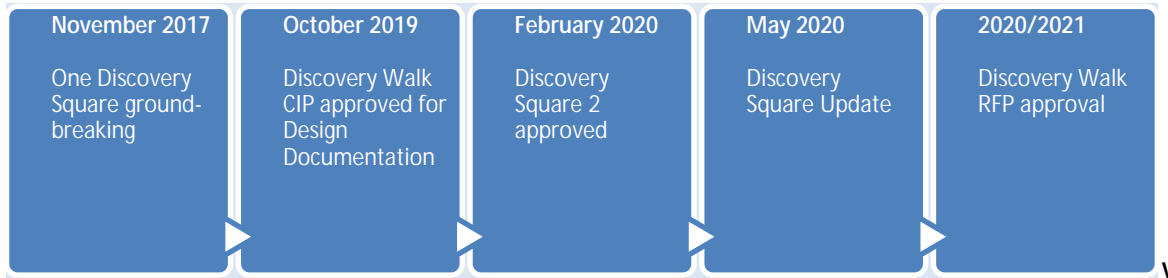 November 2017
One Discovery
Square ground-
breaking
October 2019
Discovery Walk
CIP approved for
Design
Documentation
February 2020
Discovery
Square 2
approved
May 2020
Discovery
Square Update
2020/2021
Discovery Walk
RFP approval